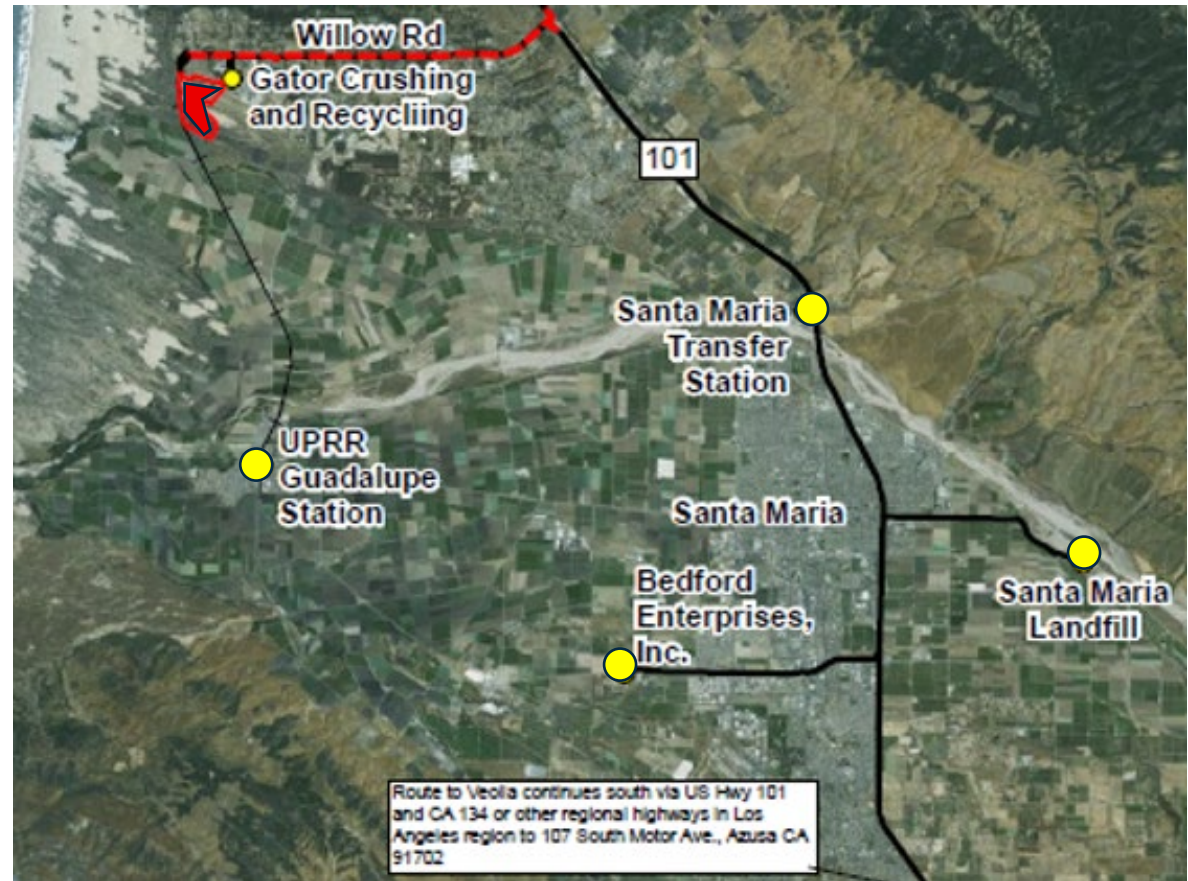 Willow Rd
Gator Crushing
and Recycliing
101
Santa Maria
Transfer
Station
UPRR
Guadalupe
Station
Santa Maria
Bedford
Enterprises,
Inc.
Santa Maria
Landfill
Route to Veolia continues south via US Hwy 101
and CA 134 or other regional highways in Los
Angeles region to 107 South Motor Ave., Azusa CA
91702